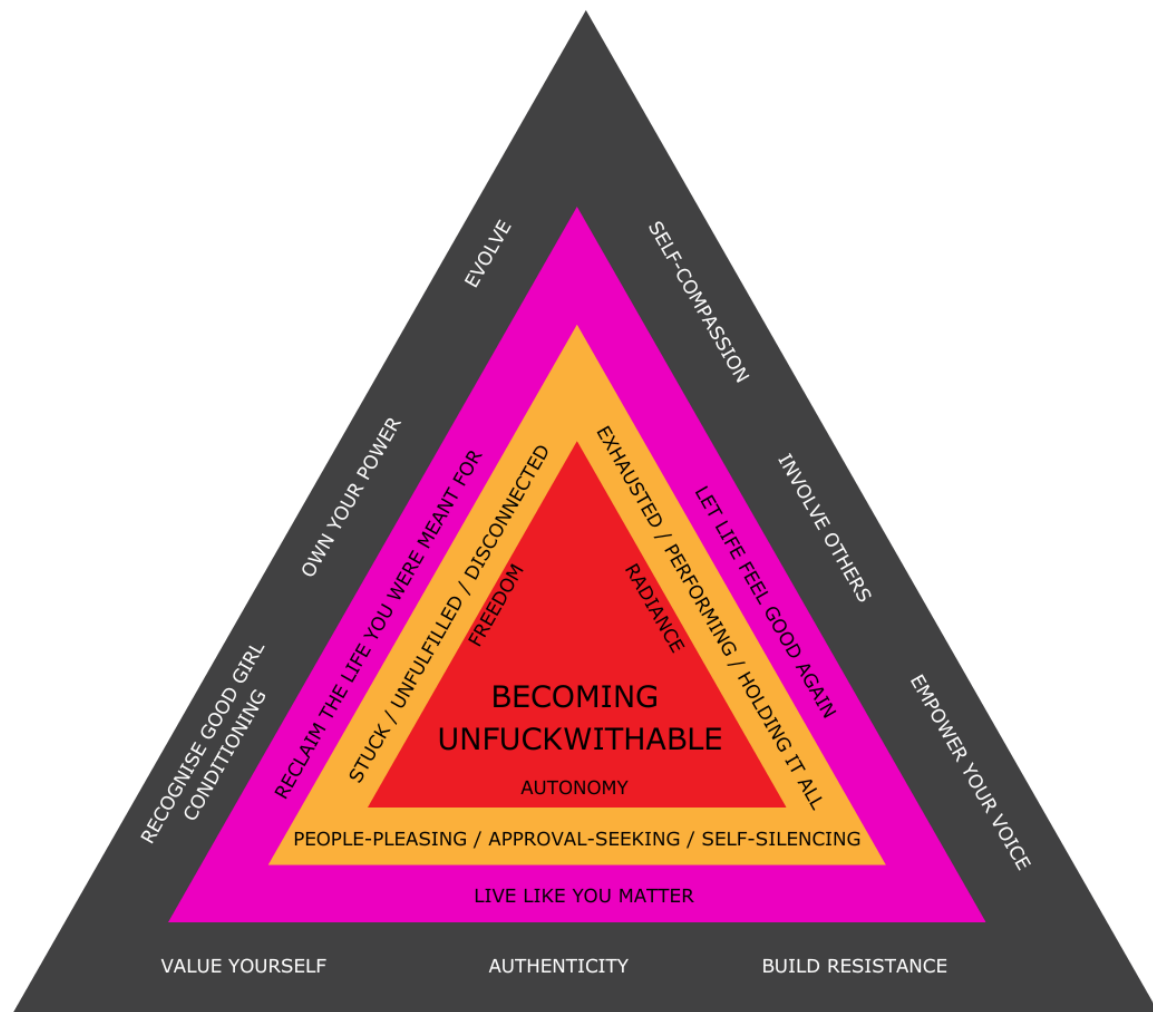 EVOLVE
SELF-COMPASSION
OWN YOUR POWER
INVOLVE OTHERS
RECOGNISE GOOD GIRL
CONDITIONING
EMPOWER YOUR VOICE
RECLAIM THE LIFE YOU WERE MEANT FOR
LET LIFE FEEL GOOD AGAIN
STUCK / UNFULFILLED / DISCONNECTED
EXHAUSTED / PERFORMING / HOLDING IT ALL
FREEDOM
RADIANCE
BECOMING
UNFUCKWITHABLE
AUTONOMY
PEOPLE-PLEASING / APPROVAL-SEEKING / SELF-SILENCING
LIVE LIKE YOU MATTER
VALUE YOURSELF
AUTHENTICITY
BUILD RESISTANCE